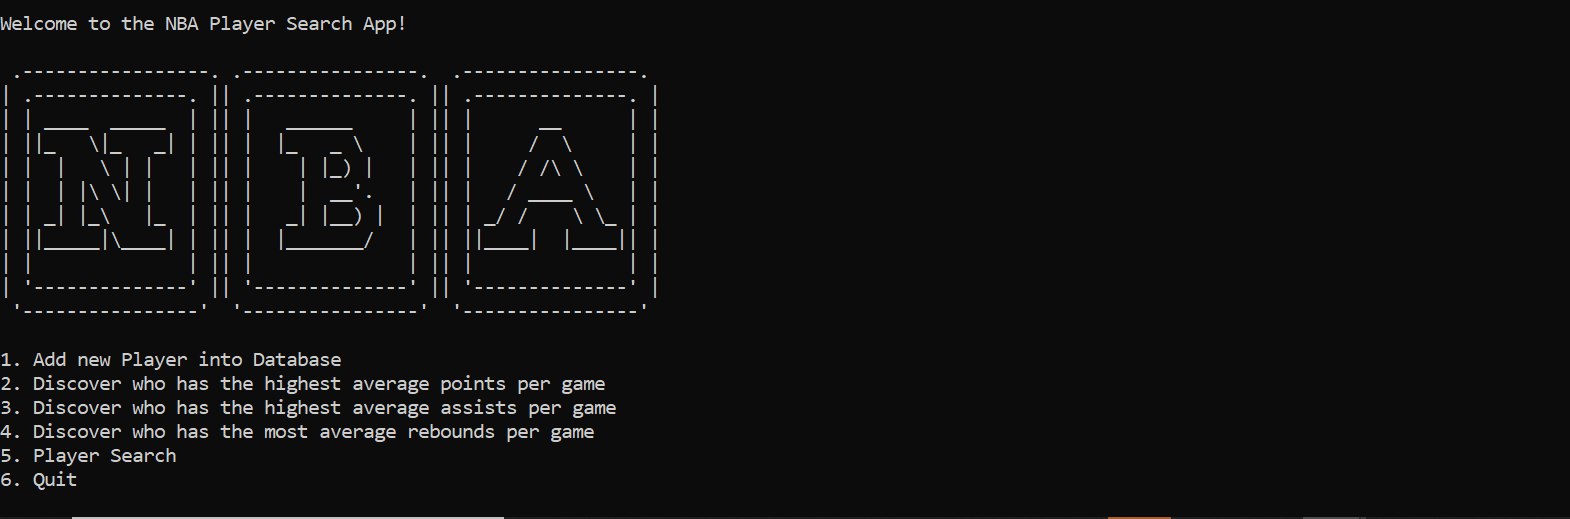 Welcome to the NBA Player Search App!
NBA
1. Add new Player into Database
2. Discover who has the highest average points per game
3. Discover who has the highest average assists per game
4. Discover who has the most average rebounds per game
5. Player Search
6. Quit